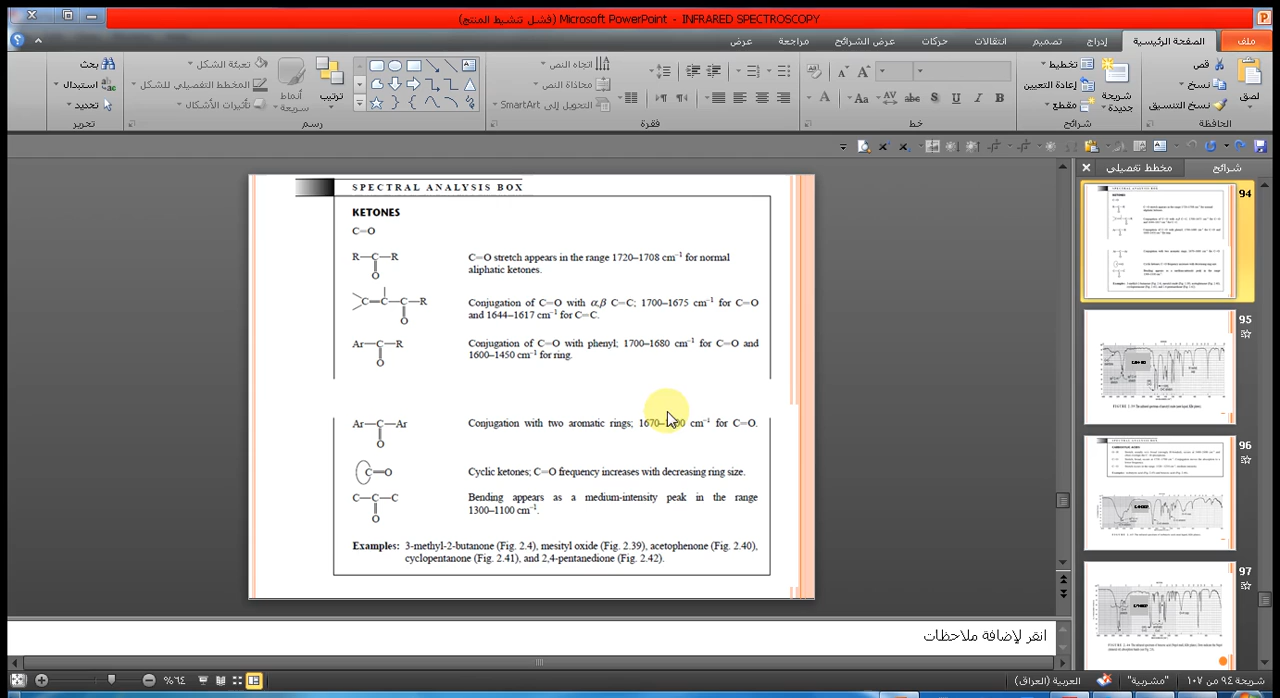 INFRARED SPECTROSCOPY - Microsoft PowerPoint (فشل تنشيط المنتج)
ملف الصفحة الرئيسية إدراج تصميم انتقالات حركات عرض الشرائح مراجعة عرض
لصق
قص
نسخ
نسخ التنسيق
الحافظة
شريحة جديدة
تخطيط
إعادة التعيين
مقطع
شرائح
خط
اتجاه النص
محاذاة النص
التحويل إلى SmartArt
فقرة
ترتيب
أنماط سريعة
تعبئة الشكل
المخطط التفصيلي للشكل
تأثيرات الأشكال
رسم
بحث
استبدال
تحديد
تحرير
شرائح مخطط تفصيلي
SPECTRAL ANALYSIS BOX
KETONES
C=O
R—C—R
O
C=O stretch appears in the range 1720–1708 cm⁻¹ for normal
aliphatic ketones.
C=C—C—R
O
Conjugation of C=O with α,β C=C; 1700–1675 cm⁻¹ for C=O
and 1644–1617 cm⁻¹ for C=C.
Ar—C—R
O
Conjugation of C=O with phenyl; 1700–1680 cm⁻¹ for C=O and
1600–1450 cm⁻¹ for ring.
Ar—C—Ar
O
Conjugation with two aromatic rings; 1670– cm⁻¹ for C=O.
C=O
Cyclic ketones; C=O frequency increases with decreasing ring size.
C—C—C
O
Bending appears as a medium-intensity peak in the range
1300–1100 cm⁻¹.
Examples: 3-methyl-2-butanone (Fig. 2.4), mesityl oxide (Fig. 2.39), acetophenone (Fig. 2.40),
cyclopentanone (Fig. 2.41), and 2,4-pentanedione (Fig. 2.42).
94
95
96
97
انقر لإضافة ملاحظات
شريحة ٩٤ من ١٠٧
"مشربية"
العربية (العراق)
٦٤%